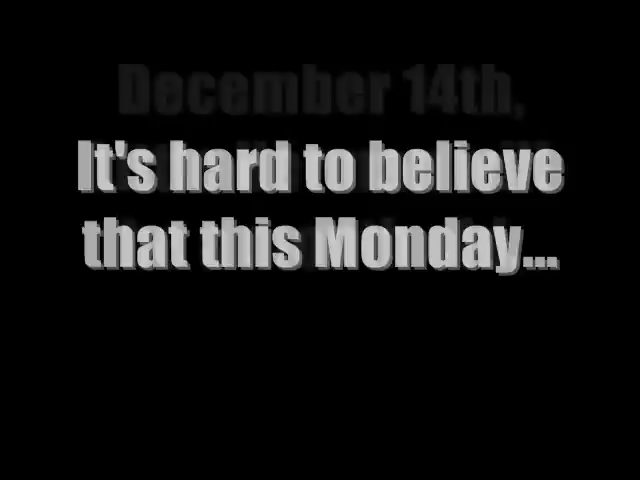 December 14th,
It's hard to believe
that this Monday...